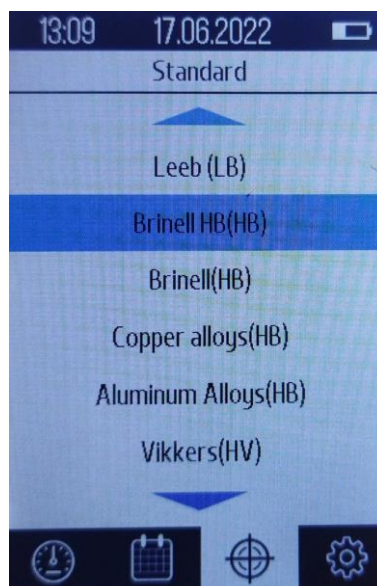 13:09 17.06.2022
Standard
Leeb (LB)
Brinell HB(HB)
Brinell(HB)
Copper alloys(HB)
Aluminum Alloys(HB)
Vikkers(HV)